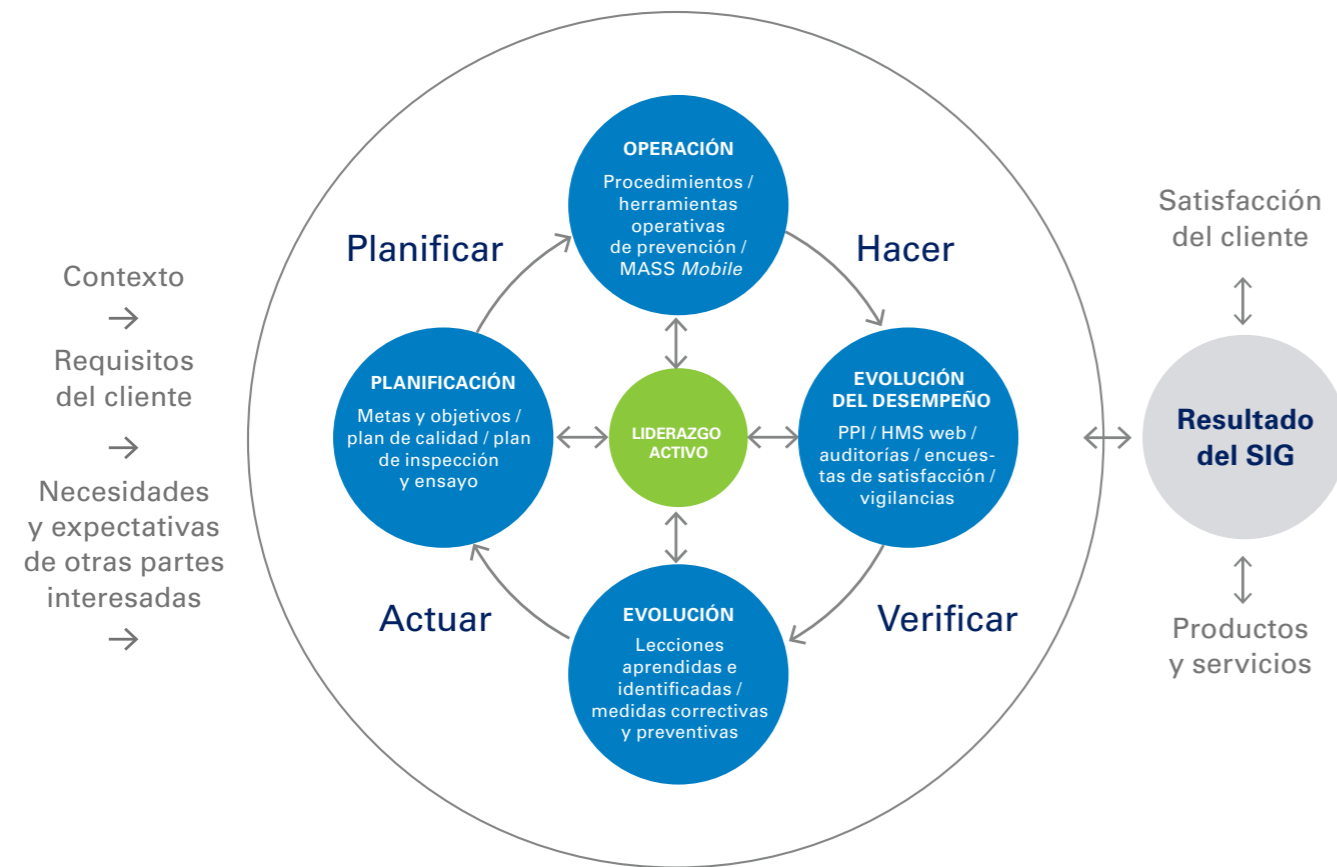 Contexto
Requisitos
del cliente
Necesidades
y expectativas
de otras partes
interesadas
Planificar
OPERACIÓN
Procedimientos /
herramientas
operativas
de prevención /
MASS Mobile
Hacer
PLANIFICACIÓN
Metas y objetivos /
plan de calidad / plan
de inspección
y ensayo
LIDERAZGO
ACTIVO
EVOLUCIÓN
DEL DESEMPEÑO
PPI / HMS web /
auditorías / encues-
tas de satisfacción /
vigilancias
Actuar
EVOLUCIÓN
Lecciones
aprendidas e
identificadas /
medidas correctivas
y preventivas
Verificar
Satisfacción
del cliente
Resultado
del SIG
Productos
y servicios